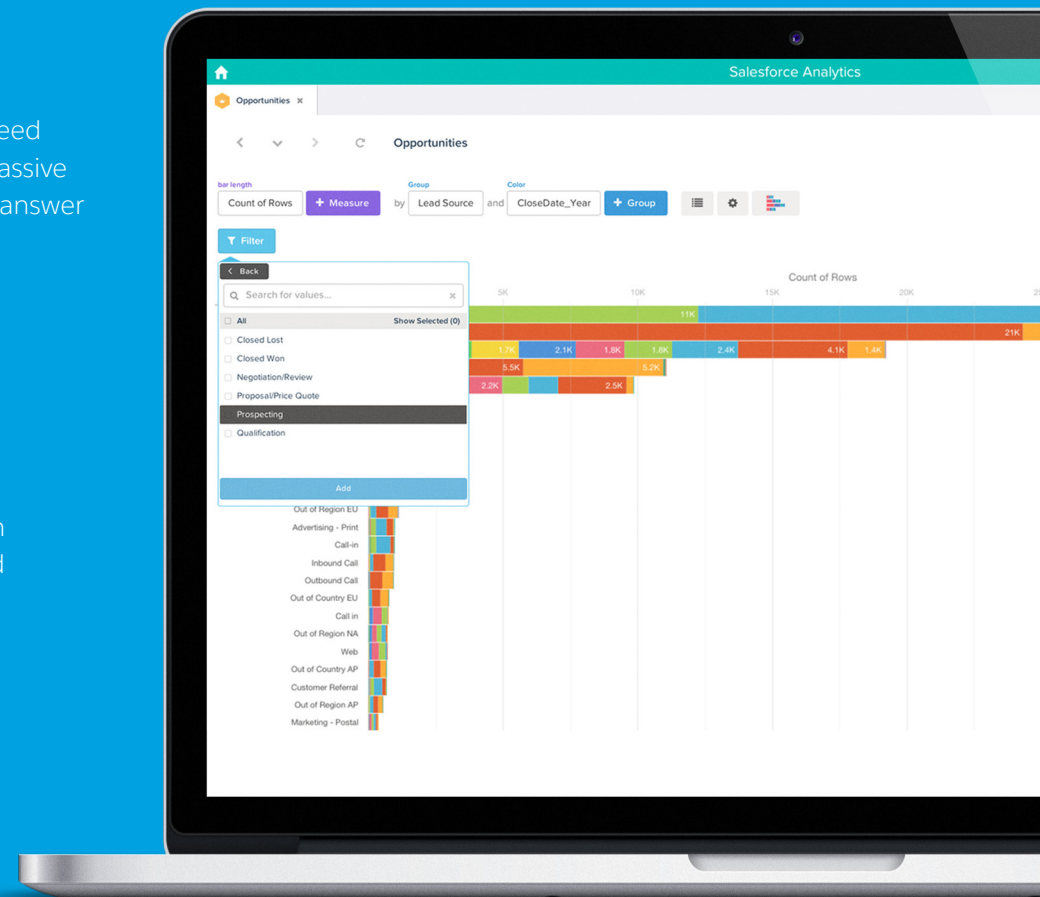 eed
assive
answer
n
d
Salesforce Analytics
Opportunities
Opportunities
bar length
Group
Color
Count of Rows
+ Measure
by
Lead Source
and
CloseDate_Year
+ Group
Filter
Back
Search for values...
All
Show Selected (0)
Closed Lost
Closed Won
Negotiation/Review
Proposal/Price Quote
Prospecting
Qualification
Add
Count of Rows
5K
10K
15K
20K
11K
21K
1.7K
2.1K
1.8K
1.8K
2.4K
4.1K
1.4K
5.5K
5.2K
2.2K
2.5K
Out of Region EU
Advertising - Print
Call-in
Inbound Call
Outbound Call
Out of Country EU
Call in
Out of Region NA
Web
Out of Country AP
Customer Referral
Out of Region AP
Marketing - Postal